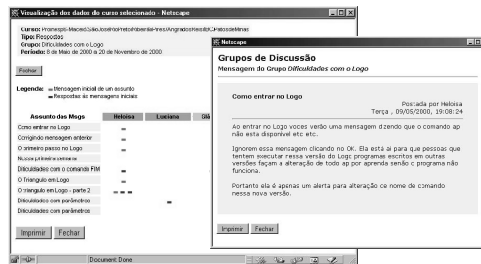 Visualização dos dados do curso selecionado - Netscape
Tipo: Respostas
Grupo: Dificuldades com o Logo
Período: 8 de Maio de 2000 a 20 de Novembro de 2000
Fechar
Legenda: Mensagem inicial de um assunto
Respostas às mensagens iniciais
Assunto das Msgs Heloisa Luciana
Como entrar no Logo
Corrigindo mensagem anterior
O primeiro passo no Logo
Nossa primeira semana
Dificuldades com o comando FIM
O Triangulo em Logo
O triangulo em Logo - parte 2
Dificuldades com parâmetros
Dificuldades com parâmetros
Imprimir Fechar
Document Done
Netscape
Grupos de Discussão
Mensagem do Grupo Dificuldades com o Logo
Como entrar no Logo
Postada por Heloisa
Terça , 09/05/2000, 19:08:24
Ao entrar no Logo voces verão uma mensagem dzendo que o comando ap
não esta disponivel etc etc.
Ignorem essa mensagem clicando no OK. Ela esta ai para que pessoas que
tentem executar nessa versão do Logo programas escritos em outras
versões façam a alteração de todo ap por aprenda senão c programa não
funciona.
Portanto ela é apenas um alerta para alteração ce nome de comando
nessa nova versão.
Imprimir Fechar